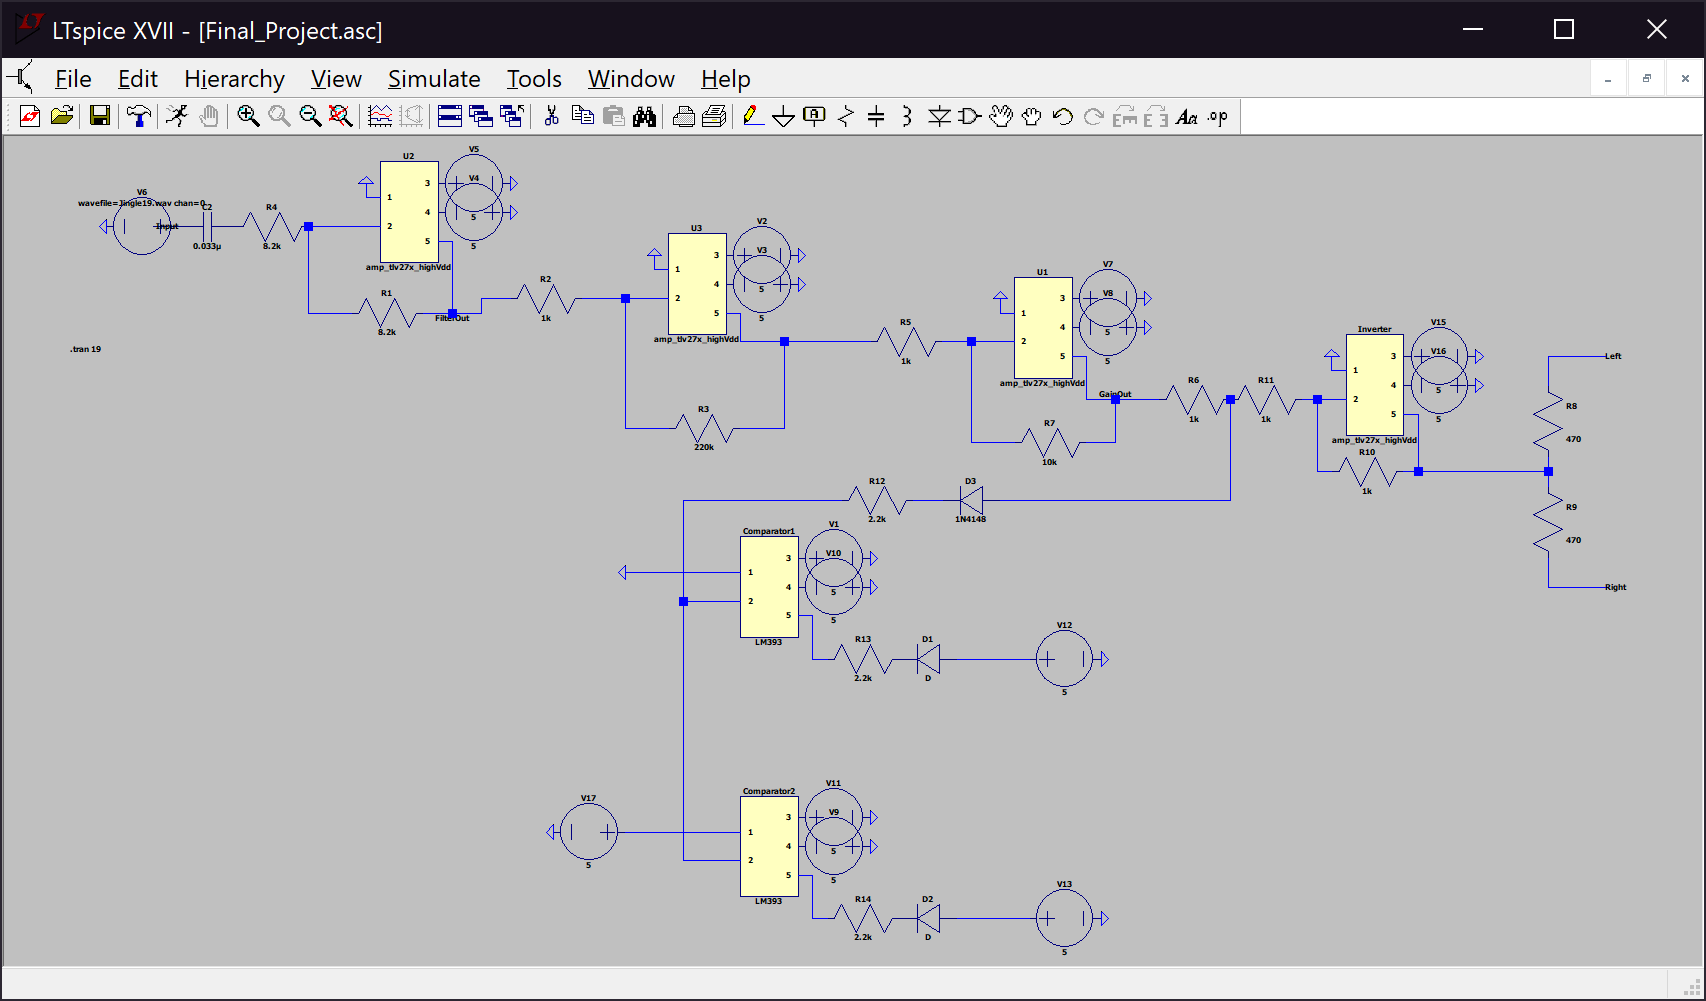 LTspice XVII - [Final_Project.asc]
File Edit Hierarchy View Simulate Tools Window Help
V6
wavefile=Jingle19.wav chan=0
Input
C2
0.033µ
R4
8.2k
U2
1
2
3
4
5
amp_tlv27x_highVdd
V5
V4
5
5
R1
8.2k
FilterOut
.tran 19
R2
1k
U3
1
2
3
4
5
amp_tlv27x_highVdd
V2
V3
5
5
R3
220k
R5
1k
U1
1
2
3
4
5
amp_tlv27x_highVdd
V7
V8
5
5
GainOut
R7
10k
R6
1k
R11
1k
Inverter
1
2
3
4
5
amp_tlv27x_highVdd
V15
V16
5
5
R10
1k
Left
R8
470
R9
470
Right
R12
2.2k
D3
1N4148
Comparator1
1
2
3
4
5
LM393
V1
V10
5
5
R13
2.2k
D1
D
V12
5
V17
5
Comparator2
1
2
3
4
5
LM393
V11
V9
5
5
R14
2.2k
D2
D
V13
5